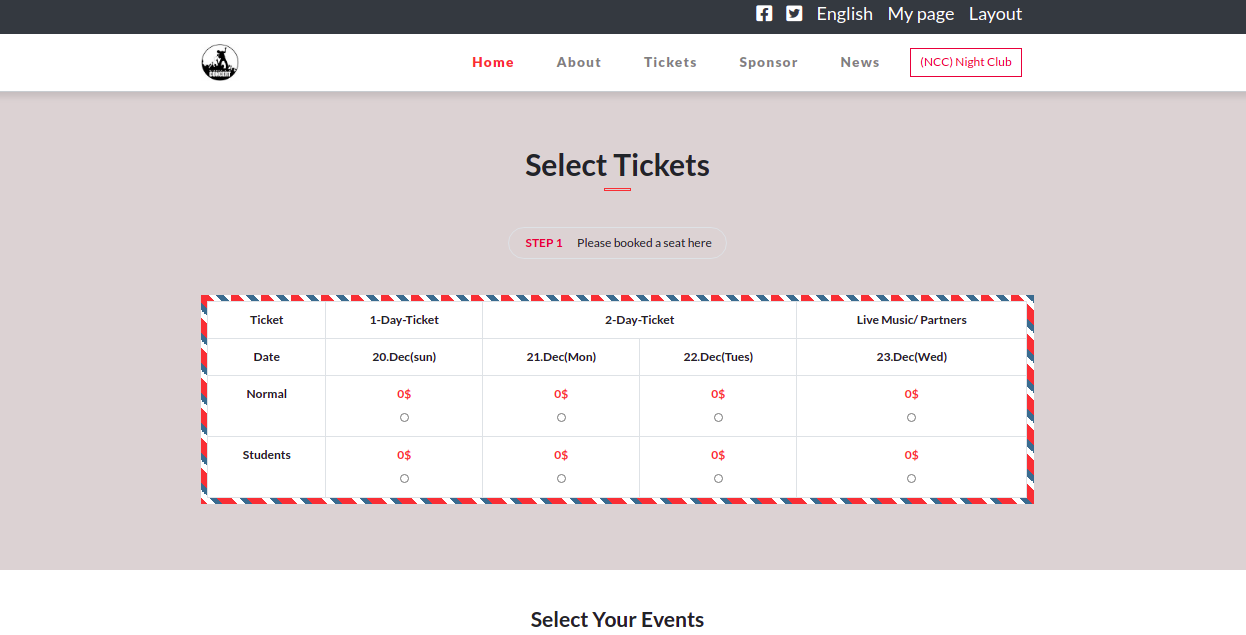 English My page Layout
CONCERT
Home About Tickets Sponsor News (NCC) Night Club
Select Tickets
STEP 1 Please booked a seat here
Ticket 1-Day-Ticket 2-Day-Ticket Live Music/ Partners
Date 20.Dec(sun) 21.Dec(Mon) 22.Dec(Tues) 23.Dec(Wed)
Normal 0$ 0$ 0$ 0$
Students 0$ 0$ 0$ 0$
Select Your Events